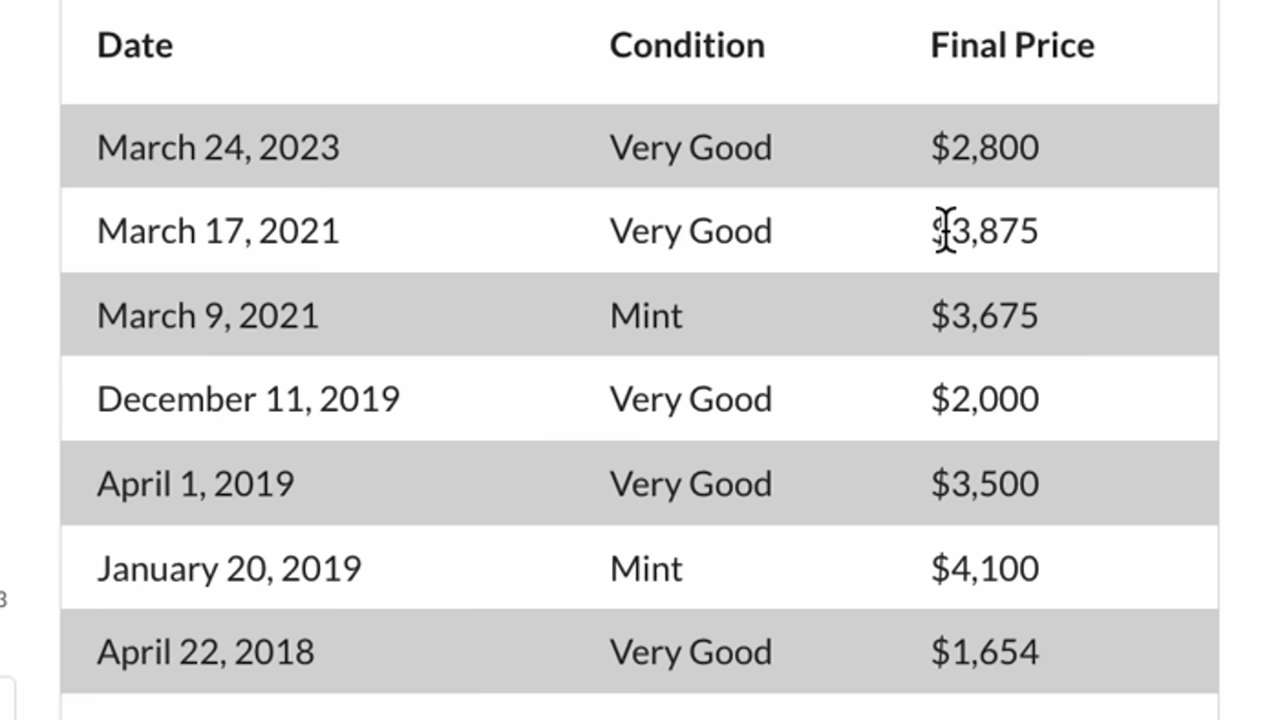 Date Condition Final Price
March 24, 2023 Very Good $2,800
March 17, 2021 Very Good $3,875
March 9, 2021 Mint $3,675
December 11, 2019 Very Good $2,000
April 1, 2019 Very Good $3,500
January 20, 2019 Mint $4,100
3
April 22, 2018 Very Good $1,654